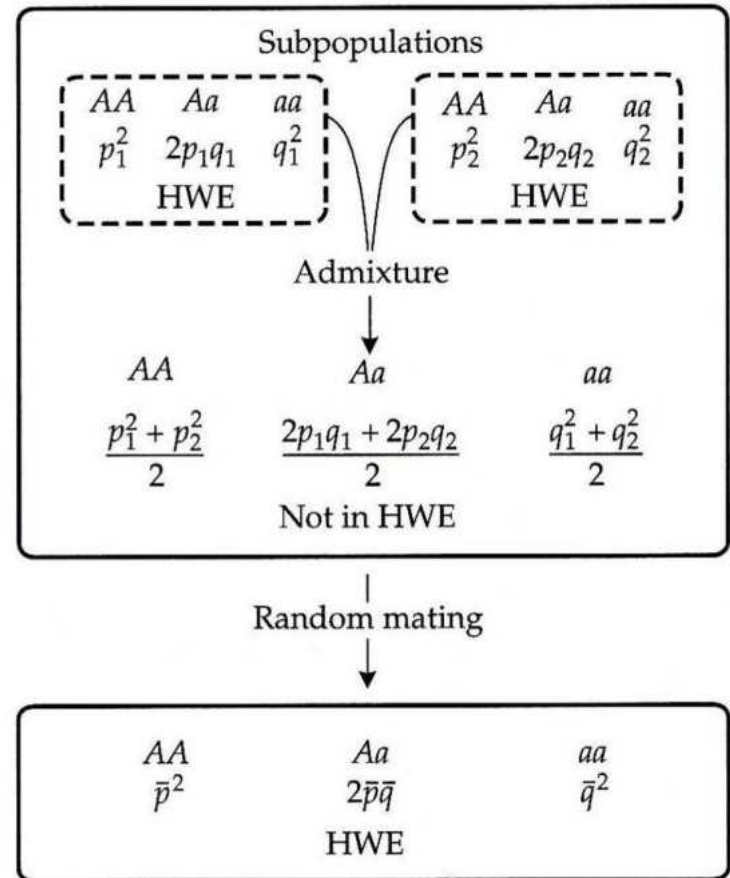 Subpopulations
AA Aa aa
p₁² 2p₁q₁ q₁²
HWE
AA Aa aa
p₂² 2p₂q₂ q₂²
HWE
Admixture
AA Aa aa
(p₁² + p₂²)/2 (2p₁q₁ + 2p₂q₂)/2 (q₁² + q₂²)/2
Not in HWE
Random mating
AA Aa aa
p̄² 2p̄q̄ q̄²
HWE